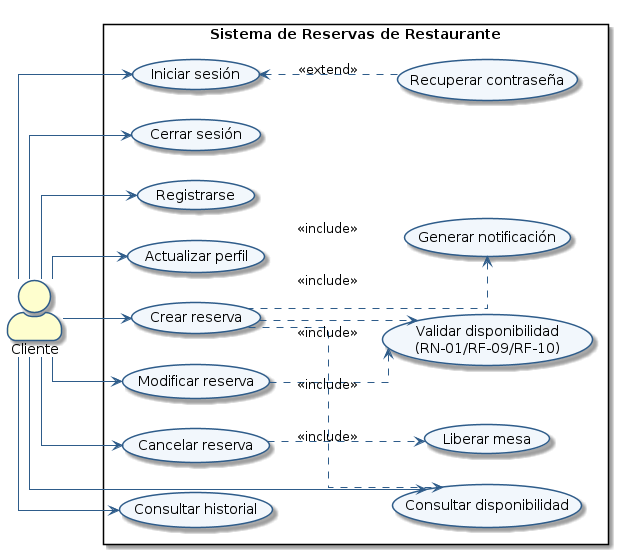 Sistema de Reservas de Restaurante
Iniciar sesión
«extend»
Recuperar contraseña
Cerrar sesión
Registrarse
«include»
Generar notificación
Actualizar perfil
«include»
Crear reserva
«include»
Validar disponibilidad
(RN-01/RF-09/RF-10)
Cliente
Modificar reserva
«include»
Cancelar reserva
«include»
Liberar mesa
Consultar historial
Consultar disponibilidad